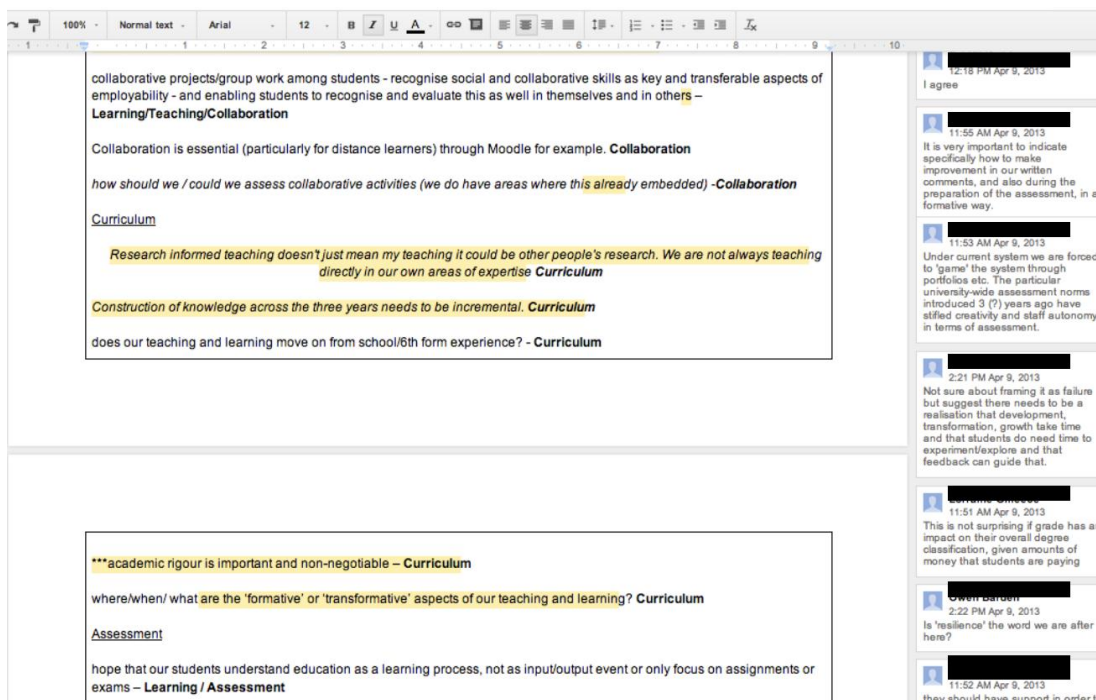 100% Normal text Arial 12 B I U A
1 1 2 3 4 5 6 7 8 9 10
collaborative projects/group work among students - recognise social and collaborative skills as key and transferable aspects of
employability - and enabling students to recognise and evaluate this as well in themselves and in others –
Learning/Teaching/Collaboration
Collaboration is essential (particularly for distance learners) through Moodle for example. Collaboration
how should we / could we assess collaborative activities (we do have areas where this already embedded) -Collaboration
Curriculum
Research informed teaching doesn't just mean my teaching it could be other people's research. We are not always teaching
directly in our own areas of expertise Curriculum
Construction of knowledge across the three years needs to be incremental. Curriculum
does our teaching and learning move on from school/6th form experience? - Curriculum
***academic rigour is important and non-negotiable – Curriculum
where/when/ what are the 'formative' or 'transformative' aspects of our teaching and learning? Curriculum
Assessment
hope that our students understand education as a learning process, not as input/output event or only focus on assignments or
exams – Learning / Assessment
12:18 PM Apr 9, 2013
I agree
11:55 AM Apr 9, 2013
It is very important to indicate
specifically how to make
improvement in our written
comments, and also during the
preparation of the assessment, in a
formative way.
11:53 AM Apr 9, 2013
Under current system we are forced
to 'game' the system through
portfolios etc. The particular
university-wide assessment norms
introduced 3 (?) years ago have
stifled creativity and staff autonomy
in terms of assessment.
2:21 PM Apr 9, 2013
Not sure about framing it as failure
but suggest there needs to be a
realisation that development,
transformation, growth take time
and that students do need time to
experiment/explore and that
feedback can guide that.
11:51 AM Apr 9, 2013
This is not surprising if grade has a
impact on their overall degree
classification, given amounts of
money that students are paying
2:22 PM Apr 9, 2013
Is 'resilience' the word we are after
here?
11:52 AM Apr 9, 2013
they should have support in order t